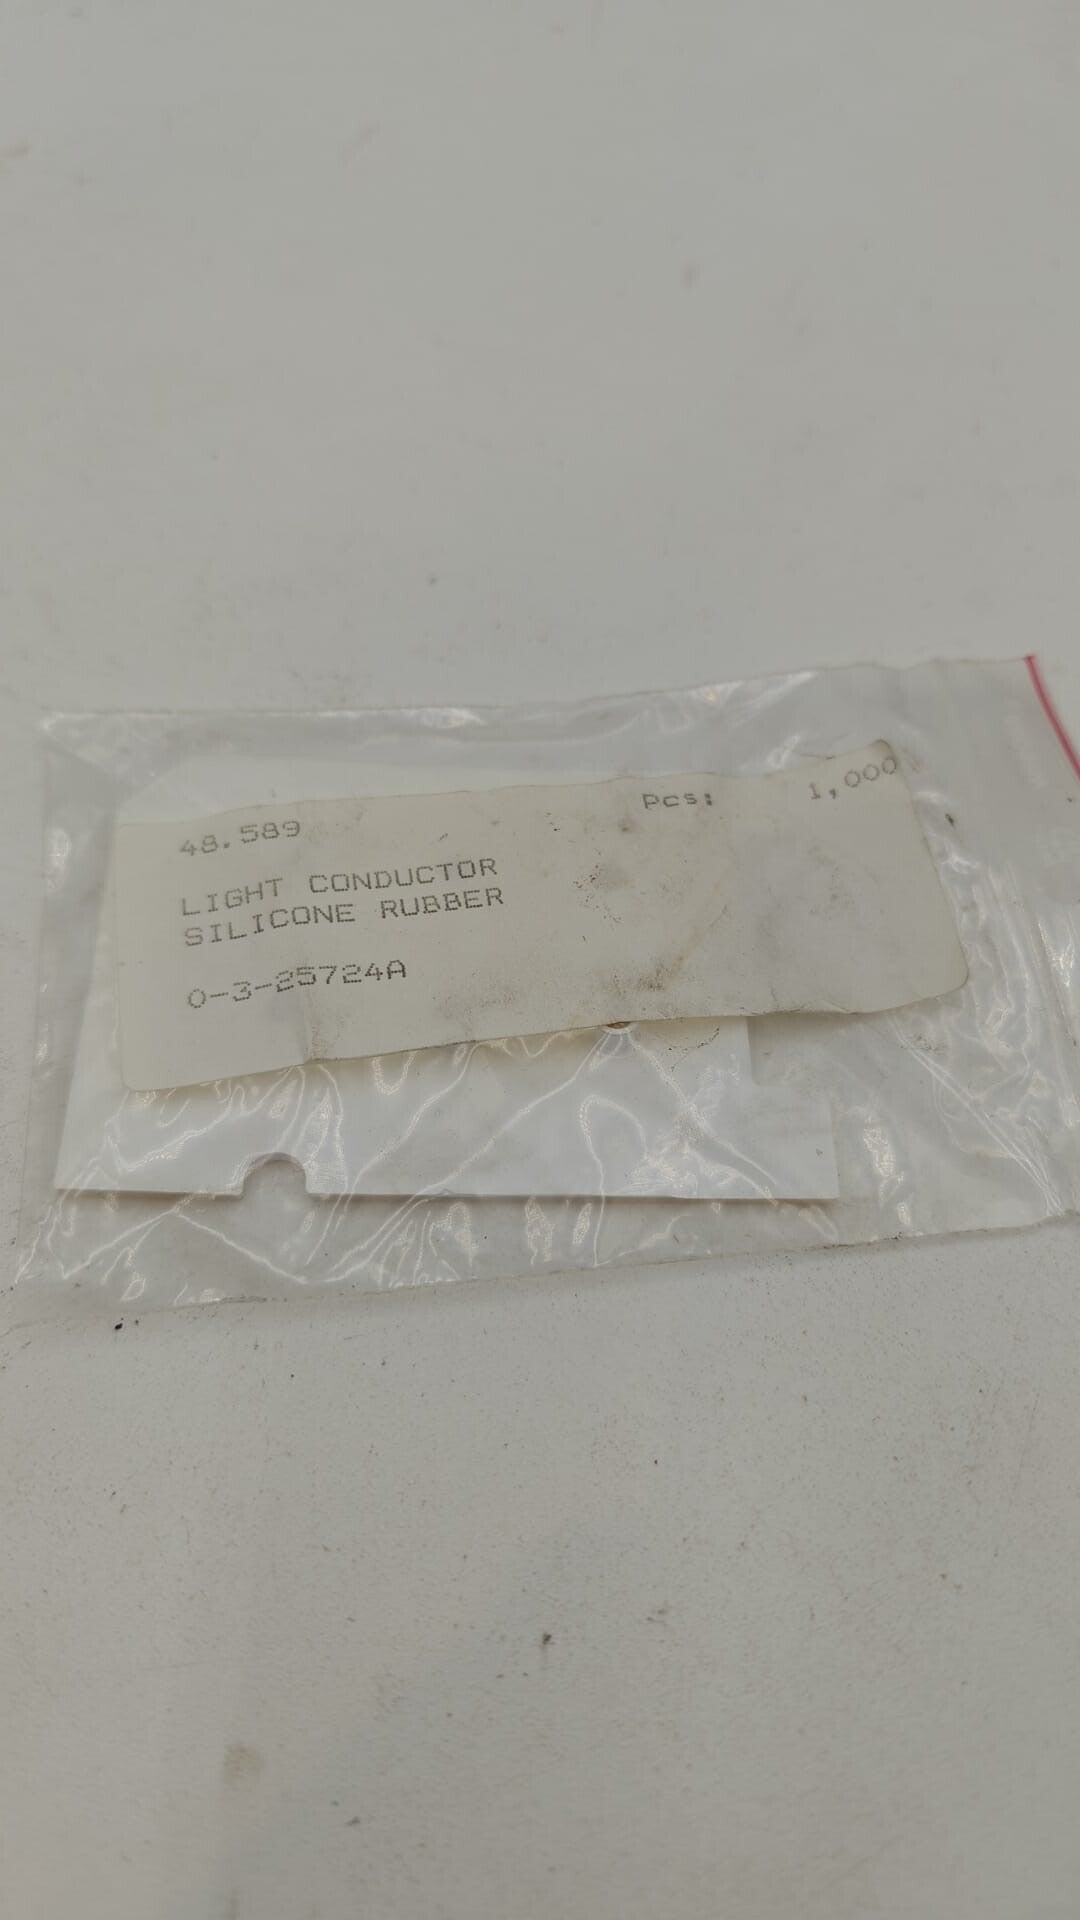 48.589 Pcs: 1,000
LIGHT CONDUCTOR
SILICONE RUBBER
0-3-25724A